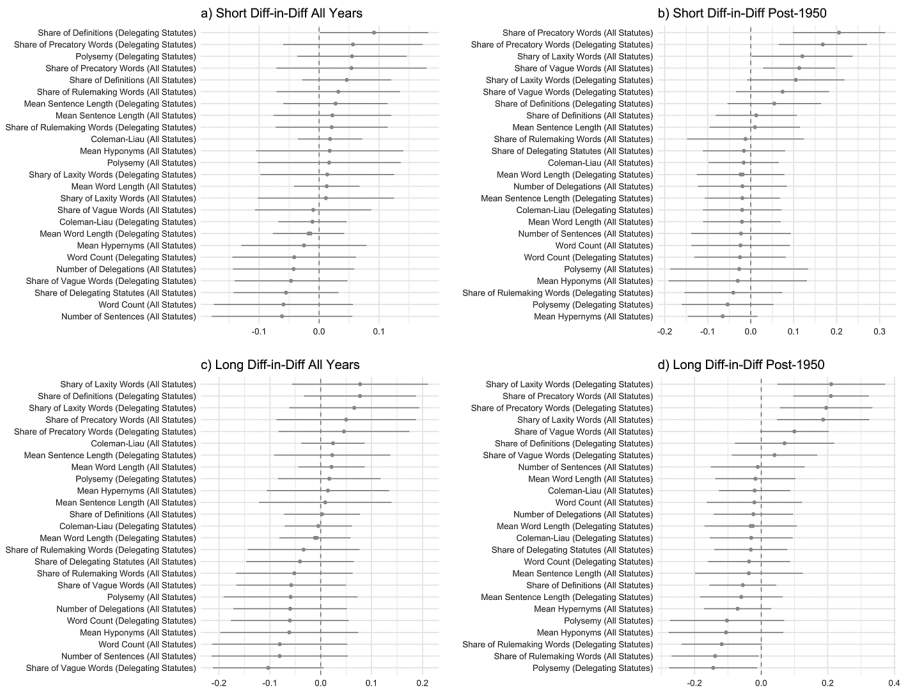 a) Short Diff-in-Diff All Years
Share of Definitions (Delegating Statutes)
Share of Precatory Words (Delegating Statutes)
Polysemy (Delegating Statutes)
Share of Precatory Words (All Statutes)
Share of Definitions (All Statutes)
Share of Rulemaking Words (All Statutes)
Mean Sentence Length (Delegating Statutes)
Mean Sentence Length (All Statutes)
Share of Rulemaking Words (Delegating Statutes)
Coleman-Liau (All Statutes)
Mean Hyponyms (All Statutes)
Polysemy (All Statutes)
Shary of Laxity Words (Delegating Statutes)
Mean Word Length (All Statutes)
Shary of Laxity Words (All Statutes)
Share of Vague Words (All Statutes)
Coleman-Liau (Delegating Statutes)
Mean Word Length (Delegating Statutes)
Mean Hypernyms (All Statutes)
Word Count (Delegating Statutes)
Number of Delegations (All Statutes)
Share of Vague Words (Delegating Statutes)
Share of Delegating Statutes (All Statutes)
Word Count (All Statutes)
Number of Sentences (All Statutes)
-0.1 0.0 0.1
b) Short Diff-in-Diff Post-1950
Share of Precatory Words (All Statutes)
Share of Precatory Words (Delegating Statutes)
Shary of Laxity Words (All Statutes)
Share of Vague Words (All Statutes)
Shary of Laxity Words (Delegating Statutes)
Share of Vague Words (Delegating Statutes)
Share of Definitions (Delegating Statutes)
Share of Definitions (All Statutes)
Mean Sentence Length (All Statutes)
Share of Rulemaking Words (All Statutes)
Share of Delegating Statutes (All Statutes)
Coleman-Liau (All Statutes)
Mean Word Length (Delegating Statutes)
Number of Delegations (All Statutes)
Mean Sentence Length (Delegating Statutes)
Coleman-Liau (Delegating Statutes)
Mean Word Length (All Statutes)
Number of Sentences (All Statutes)
Word Count (All Statutes)
Word Count (Delegating Statutes)
Polysemy (All Statutes)
Mean Hyponyms (All Statutes)
Share of Rulemaking Words (Delegating Statutes)
Polysemy (Delegating Statutes)
Mean Hypernyms (All Statutes)
-0.2 -0.1 0.0 0.1 0.2 0.3
c) Long Diff-in-Diff All Years
Shary of Laxity Words (All Statutes)
Share of Definitions (Delegating Statutes)
Shary of Laxity Words (Delegating Statutes)
Share of Precatory Words (All Statutes)
Share of Precatory Words (Delegating Statutes)
Coleman-Liau (All Statutes)
Mean Sentence Length (Delegating Statutes)
Mean Word Length (All Statutes)
Polysemy (Delegating Statutes)
Mean Hypernyms (All Statutes)
Mean Sentence Length (All Statutes)
Share of Definitions (All Statutes)
Coleman-Liau (Delegating Statutes)
Mean Word Length (Delegating Statutes)
Share of Rulemaking Words (Delegating Statutes)
Share of Delegating Statutes (All Statutes)
Share of Rulemaking Words (All Statutes)
Share of Vague Words (All Statutes)
Polysemy (All Statutes)
Number of Delegations (All Statutes)
Word Count (Delegating Statutes)
Mean Hyponyms (All Statutes)
Word Count (All Statutes)
Number of Sentences (All Statutes)
Share of Vague Words (Delegating Statutes)
-0.2 -0.1 0.0 0.1 0.2
d) Long Diff-in-Diff Post-1950
Shary of Laxity Words (Delegating Statutes)
Share of Precatory Words (All Statutes)
Share of Precatory Words (Delegating Statutes)
Shary of Laxity Words (All Statutes)
Share of Vague Words (All Statutes)
Share of Definitions (Delegating Statutes)
Share of Vague Words (Delegating Statutes)
Number of Sentences (All Statutes)
Mean Word Length (All Statutes)
Coleman-Liau (All Statutes)
Word Count (All Statutes)
Number of Delegations (All Statutes)
Mean Word Length (Delegating Statutes)
Coleman-Liau (Delegating Statutes)
Share of Delegating Statutes (All Statutes)
Word Count (Delegating Statutes)
Mean Sentence Length (All Statutes)
Share of Definitions (All Statutes)
Mean Sentence Length (Delegating Statutes)
Mean Hypernyms (All Statutes)
Polysemy (All Statutes)
Mean Hyponyms (All Statutes)
Share of Rulemaking Words (Delegating Statutes)
Share of Rulemaking Words (All Statutes)
Polysemy (Delegating Statutes)
-0.2 0.0 0.2 0.4